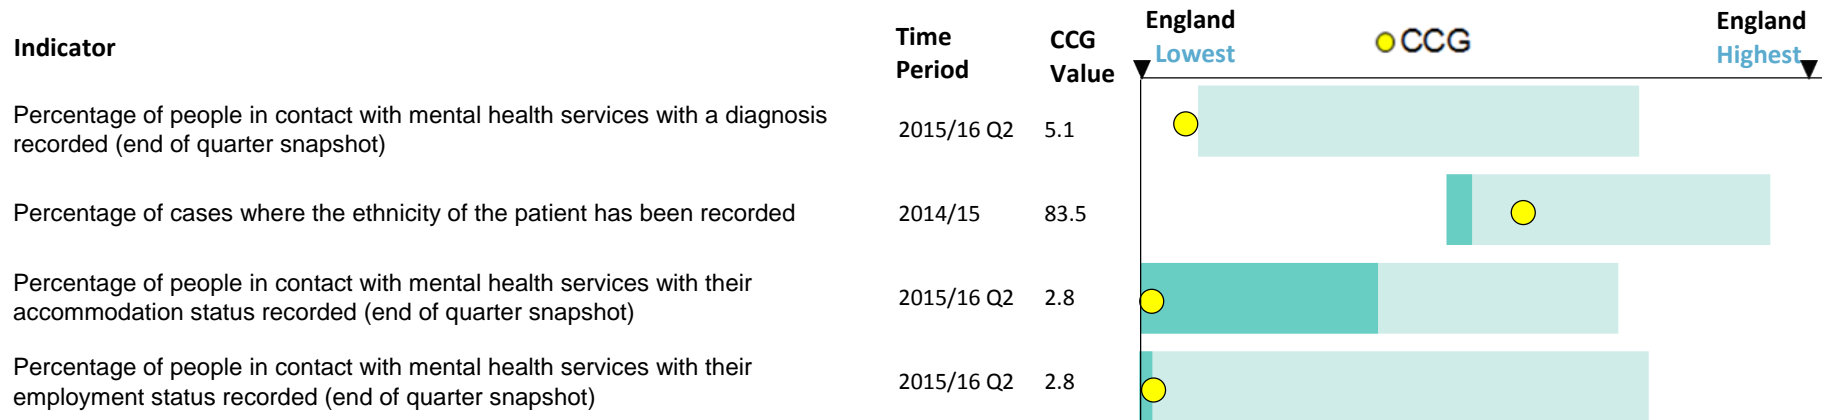 Indicator
Time Period
CCG Value
England Lowest
CCG
England Highest
Percentage of people in contact with mental health services with a diagnosis
recorded (end of quarter snapshot)
2015/16 Q2
5.1
Percentage of cases where the ethnicity of the patient has been recorded
2014/15
83.5
Percentage of people in contact with mental health services with their
accommodation status recorded (end of quarter snapshot)
2015/16 Q2
2.8
Percentage of people in contact with mental health services with their
employment status recorded (end of quarter snapshot)
2015/16 Q2
2.8